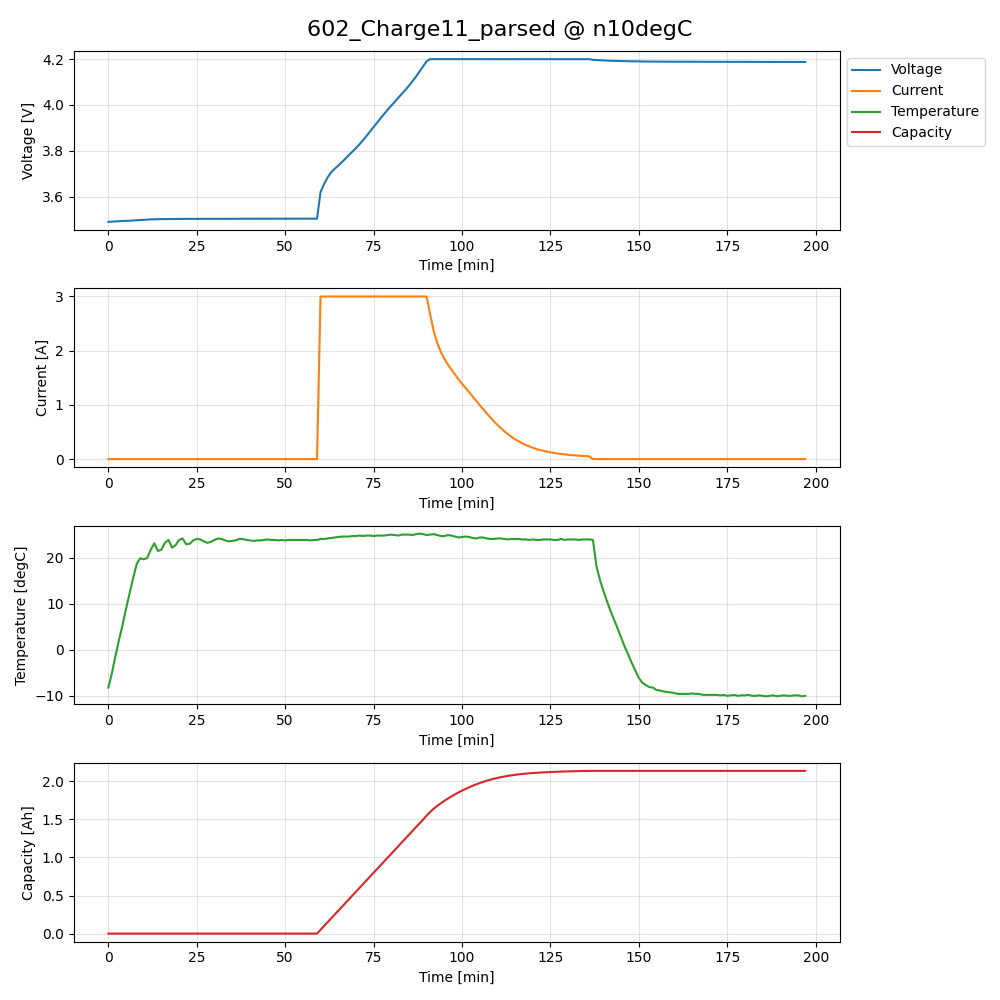 602_Charge11_parsed @ n10degC
4.2
4.0
3.8
3.6
Voltage [V]
0 25 50 75 100 125 150 175 200
Time [min]
Voltage
Current
Temperature
Capacity
3
2
1
0
Current [A]
0 25 50 75 100 125 150 175 200
Time [min]
20
10
0
−10
Temperature [degC]
0 25 50 75 100 125 150 175 200
Time [min]
2.0
1.5
1.0
0.5
0.0
Capacity [Ah]
0 25 50 75 100 125 150 175 200
Time [min]